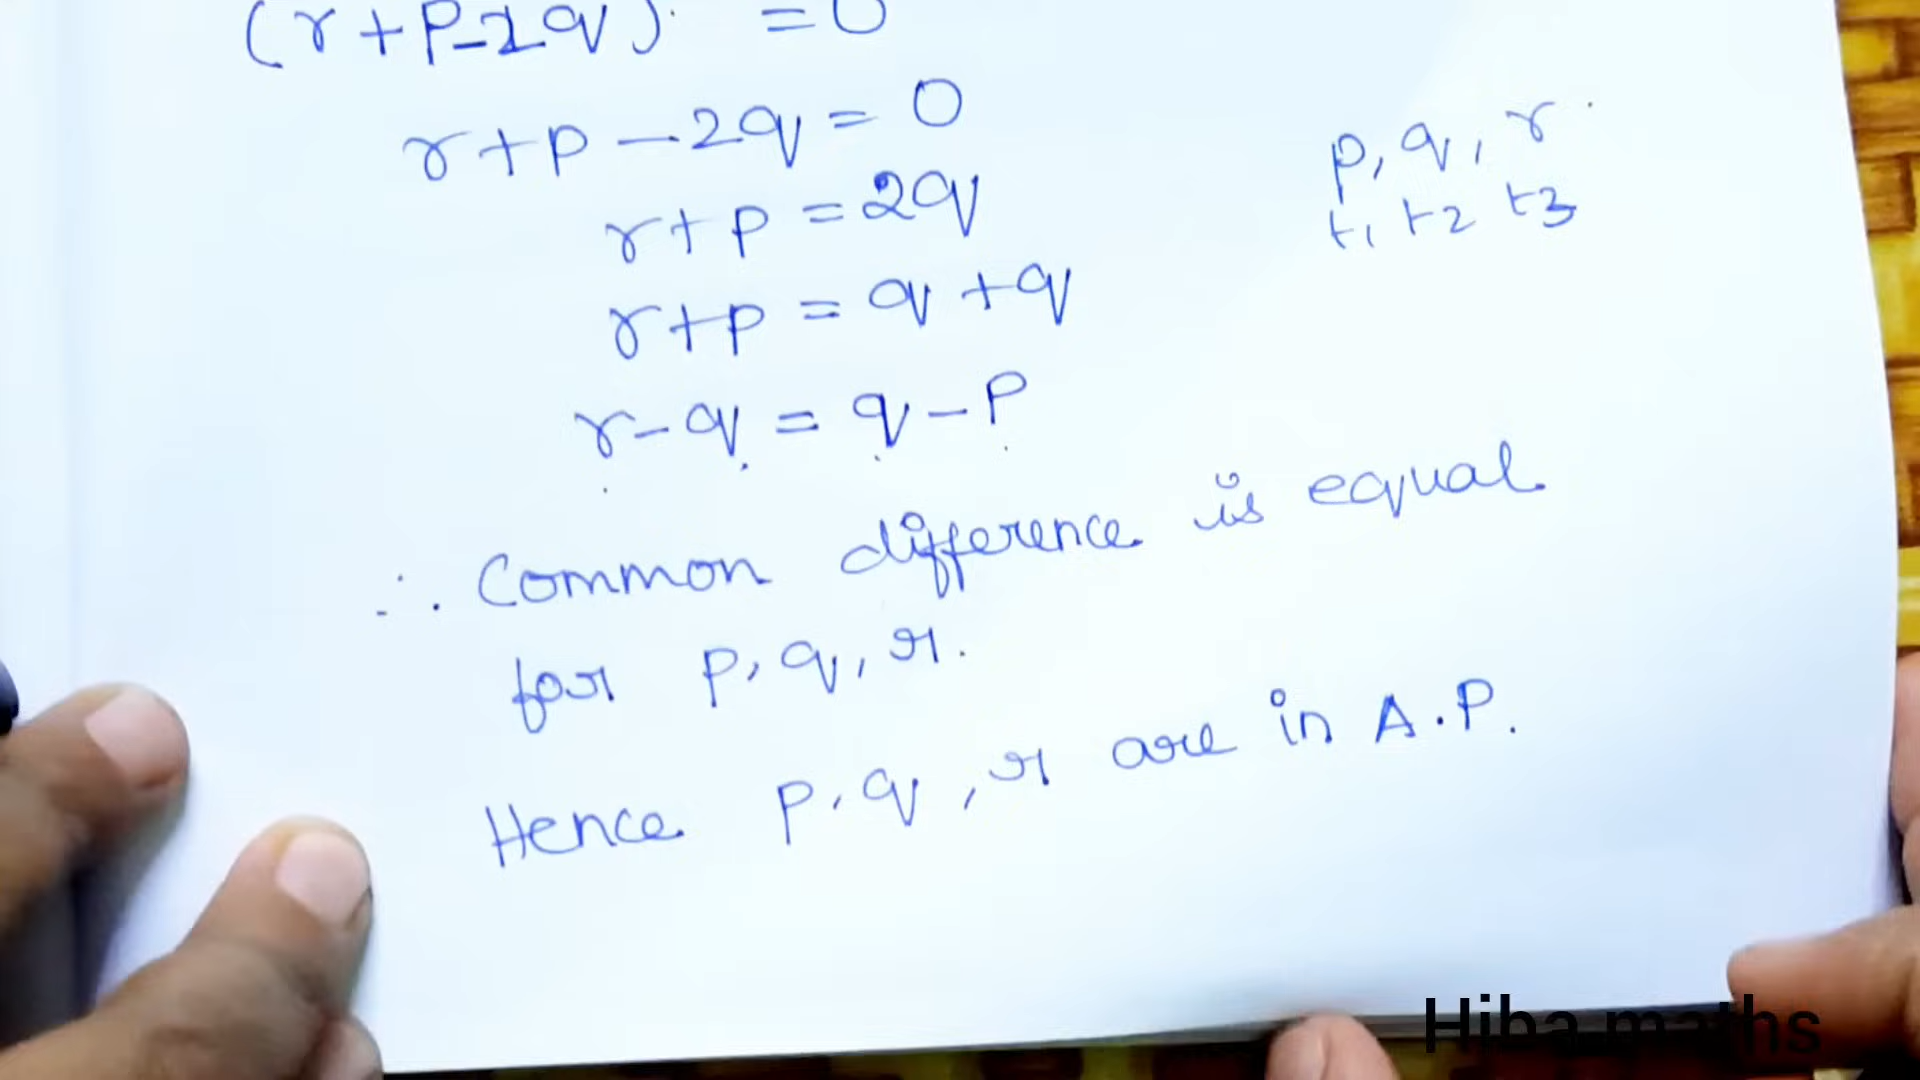 (r+p-2q) =0
r+p-2q=0
r+p=2q
r+p=q+q
r-q=q-p
p, q, r
t1 t2 t3
∴ Common difference is equal
for p, q, r.
Hence p, q, r are in A.P.
Hiba maths